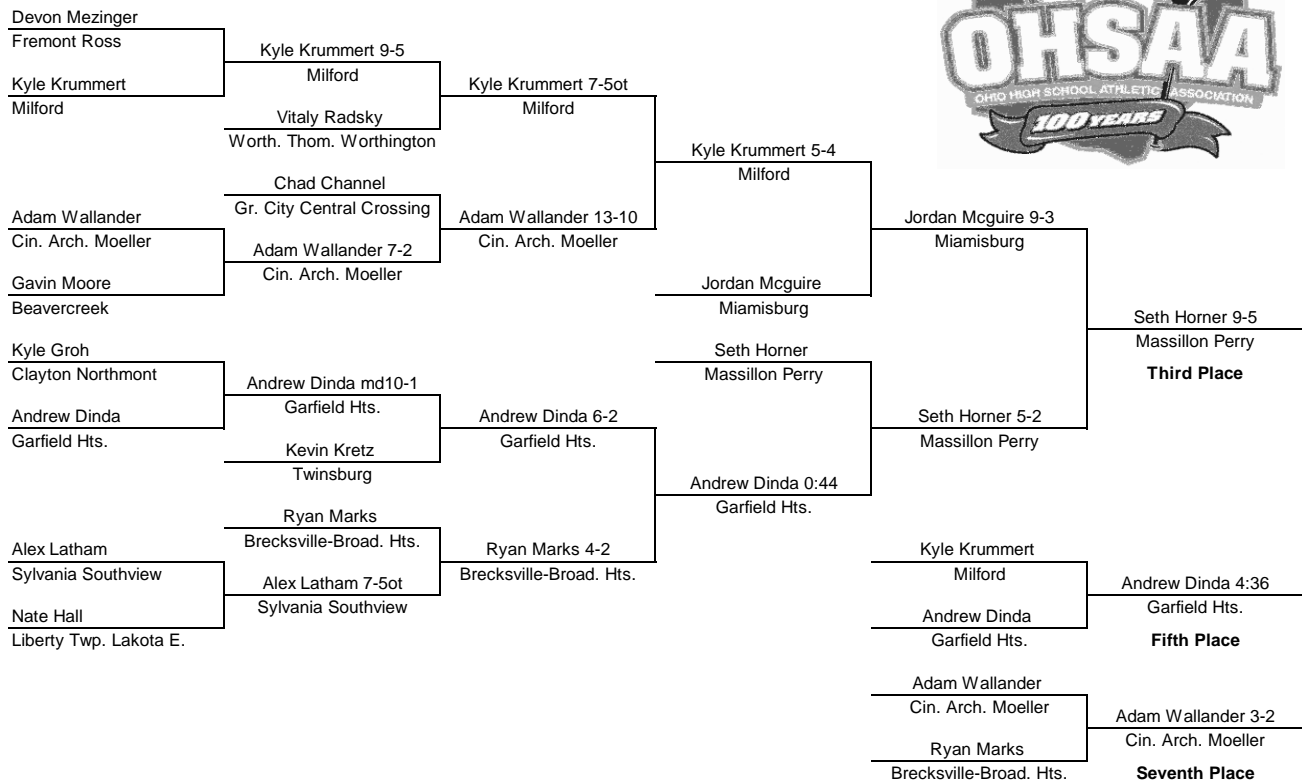 Devon Mezinger
Fremont Ross
Kyle Krummert 9-5
Milford
Kyle Krummert
Milford
Kyle Krummert 7-5ot
Milford
Vitaly Radsky
Worth. Thom. Worthington
Kyle Krummert 5-4
Milford
Chad Channel
Gr. City Central Crossing
Adam Wallander
Cin. Arch. Moeller
Adam Wallander 13-10
Cin. Arch. Moeller
Jordan Mcguire 9-3
Miamisburg
Adam Wallander 7-2
Cin. Arch. Moeller
Gavin Moore
Beavercreek
Jordan Mcguire
Miamisburg
Seth Horner 9-5
Massillon Perry
Third Place
Kyle Groh
Clayton Northmont
Seth Horner
Massillon Perry
Andrew Dinda md10-1
Garfield Hts.
Andrew Dinda
Garfield Hts.
Andrew Dinda 6-2
Garfield Hts.
Seth Horner 5-2
Massillon Perry
Kevin Kretz
Twinsburg
Andrew Dinda 0:44
Garfield Hts.
Ryan Marks
Brecksville-Broad. Hts.
Alex Latham
Sylvania Southview
Ryan Marks 4-2
Brecksville-Broad. Hts.
Kyle Krummert
Milford
Alex Latham 7-5ot
Sylvania Southview
Andrew Dinda 4:36
Garfield Hts.
Fifth Place
Nate Hall
Liberty Twp. Lakota E.
Andrew Dinda
Garfield Hts.
Adam Wallander
Cin. Arch. Moeller
Adam Wallander 3-2
Cin. Arch. Moeller
Seventh Place
Ryan Marks
Brecksville-Broad. Hts.
OHSAA
OHIO HIGH SCHOOL ATHLETIC ASSOCIATION
100 YEARS